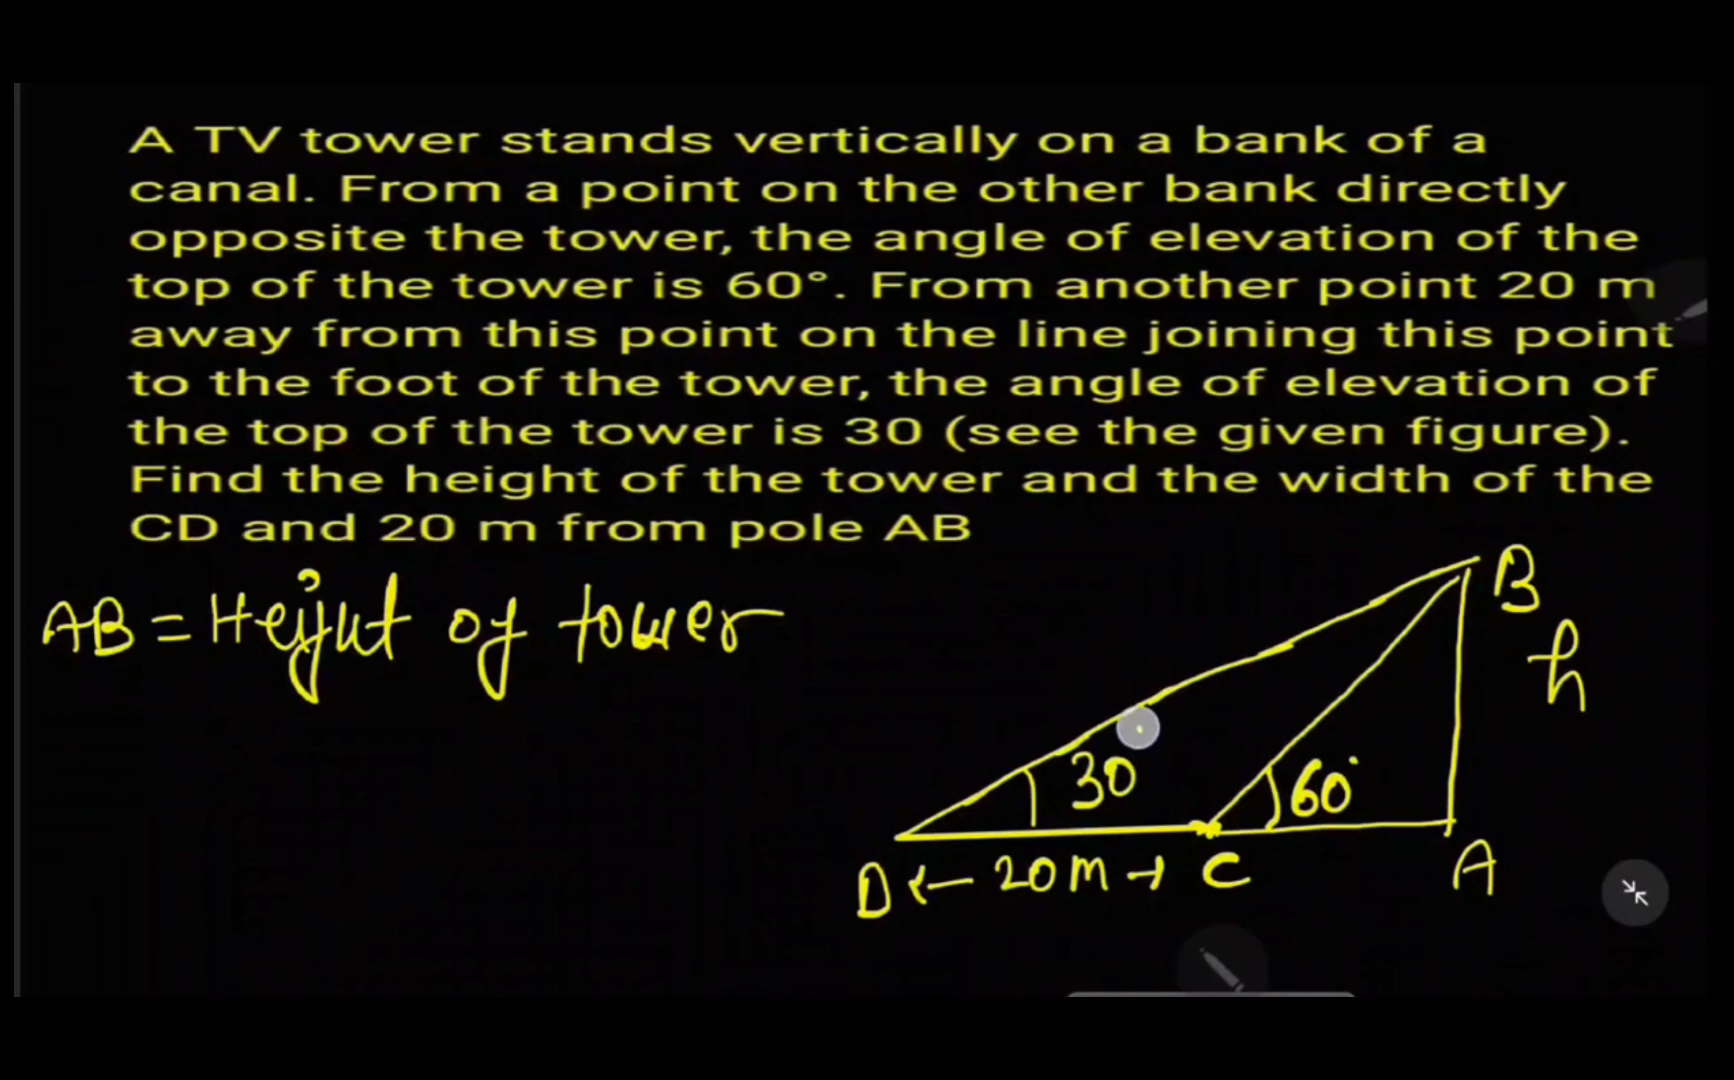 A TV tower stands vertically on a bank of a
canal. From a point on the other bank directly
opposite the tower, the angle of elevation of the
top of the tower is 60°. From another point 20 m
away from this point on the line joining this point
to the foot of the tower, the angle of elevation of
the top of the tower is 30 (see the given figure).
Find the height of the tower and the width of the
CD and 20 m from pole AB
AB = Height of tower
B
h
30
60°
D ← 20m → C
A